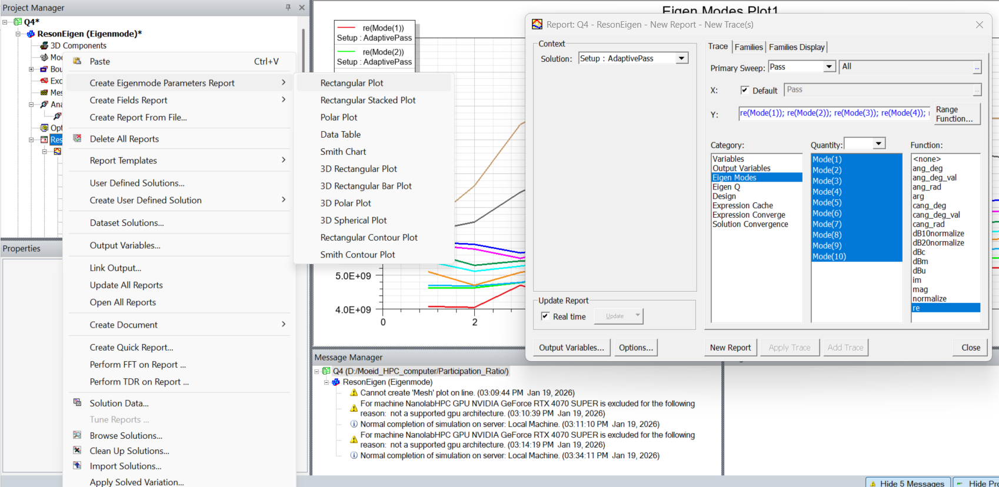 Project Manager
Q4*
ResonEigen (Eigenmode)*
3D Components
Mo
Bou
Exc
Mes
Ana
Opt
Res
Properties
Paste Ctrl+V
Create Eigenmode Parameters Report
Create Fields Report
Create Report From File...
Delete All Reports
Report Templates
User Defined Solutions...
Create User Defined Solution
Dataset Solutions...
Output Variables...
Link Output...
Update All Reports
Open All Reports
Create Document
Create Quick Report...
Perform FFT on Report ...
Perform TDR on Report ...
Solution Data...
Tune Reports ...
Browse Solutions...
Clean Up Solutions...
Import Solutions...
Apply Solved Variation...
Rectangular Plot
Rectangular Stacked Plot
Polar Plot
Data Table
Smith Chart
3D Rectangular Plot
3D Rectangular Bar Plot
3D Polar Plot
3D Spherical Plot
Rectangular Contour Plot
Smith Contour Plot
Eigen Modes Plot1
re(Mode(1))
Setup : AdaptivePass
re(Mode(2))
Setup : AdaptivePass
5.0E+09
4.0E+09
0 2
Report: Q4 - ResonEigen - New Report - New Trace(s)
Context
Solution: Setup : AdaptivePass
Update Report
Real time Update
Output Variables... Options...
Trace Families Families Display
Primary Sweep: Pass All ...
X: Default Pass ...
Y: re(Mode(1)); re(Mode(2)); re(Mode(3)); re(Mode(4));
Range
Function...
Category: Quantity: Function:
Variables
Output Variables
Eigen Modes
Eigen Q
Design
Expression Cache
Expression Converge
Solution Convergence
Mode(1)
Mode(2)
Mode(3)
Mode(4)
Mode(5)
Mode(6)
Mode(7)
Mode(8)
Mode(9)
Mode(10)
<none>
ang_deg
ang_deg_val
ang_rad
arg
cang_deg
cang_deg_val
cang_rad
dB10normalize
dB20normalize
dBc
dBm
dBu
im
mag
normalize
re
New Report Apply Trace Add Trace Close
Message Manager
Q4 (D:/Moeid_HPC_computer/Participation_Ratio/)
ResonEigen (Eigenmode)
Cannot create 'Mesh' plot on line. (03:09:44 PM Jan 19, 2026)
For machine NanolabHPC GPU NVIDIA GeForce RTX 4070 SUPER is excluded for the following
reason: not a supported gpu architecture. (03:10:39 PM Jan 19, 2026)
Normal completion of simulation on server: Local Machine. (03:11:10 PM Jan 19, 2026)
For machine NanolabHPC GPU NVIDIA GeForce RTX 4070 SUPER is excluded for the following
reason: not a supported gpu architecture. (03:14:19 PM Jan 19, 2026)
Normal completion of simulation on server: Local Machine. (03:34:11 PM Jan 19, 2026)
Hide 5 Messages Hide Pro